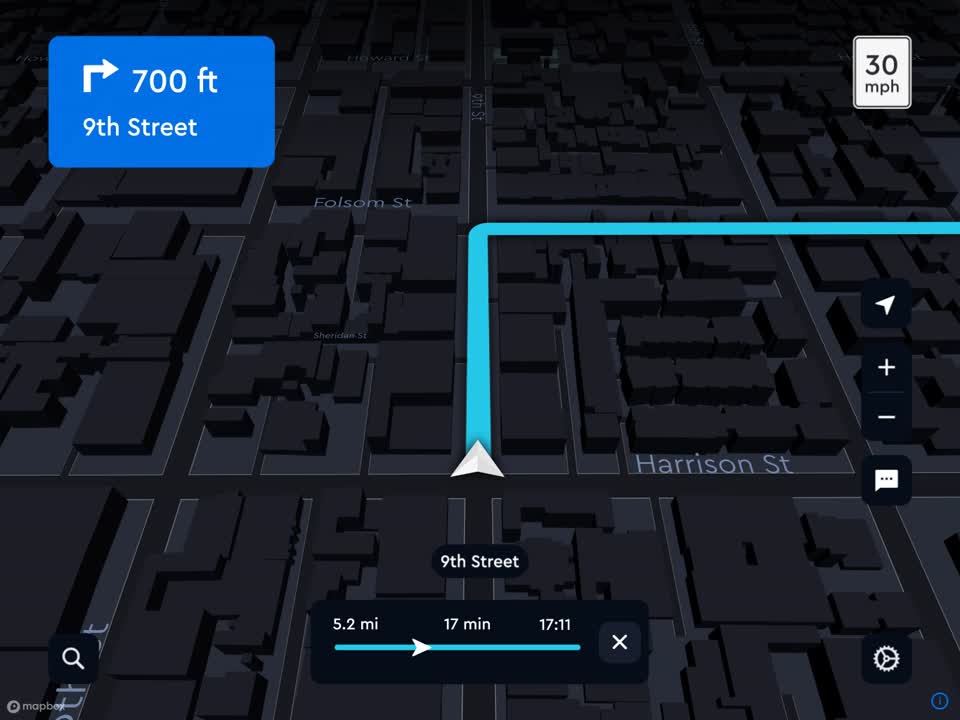 700 ft
9th Street
30
mph
Howard St
9th St
Folsom St
Sheridan St
Harrison St
9th Street
5.2 mi
17 min
17:11
mapbox